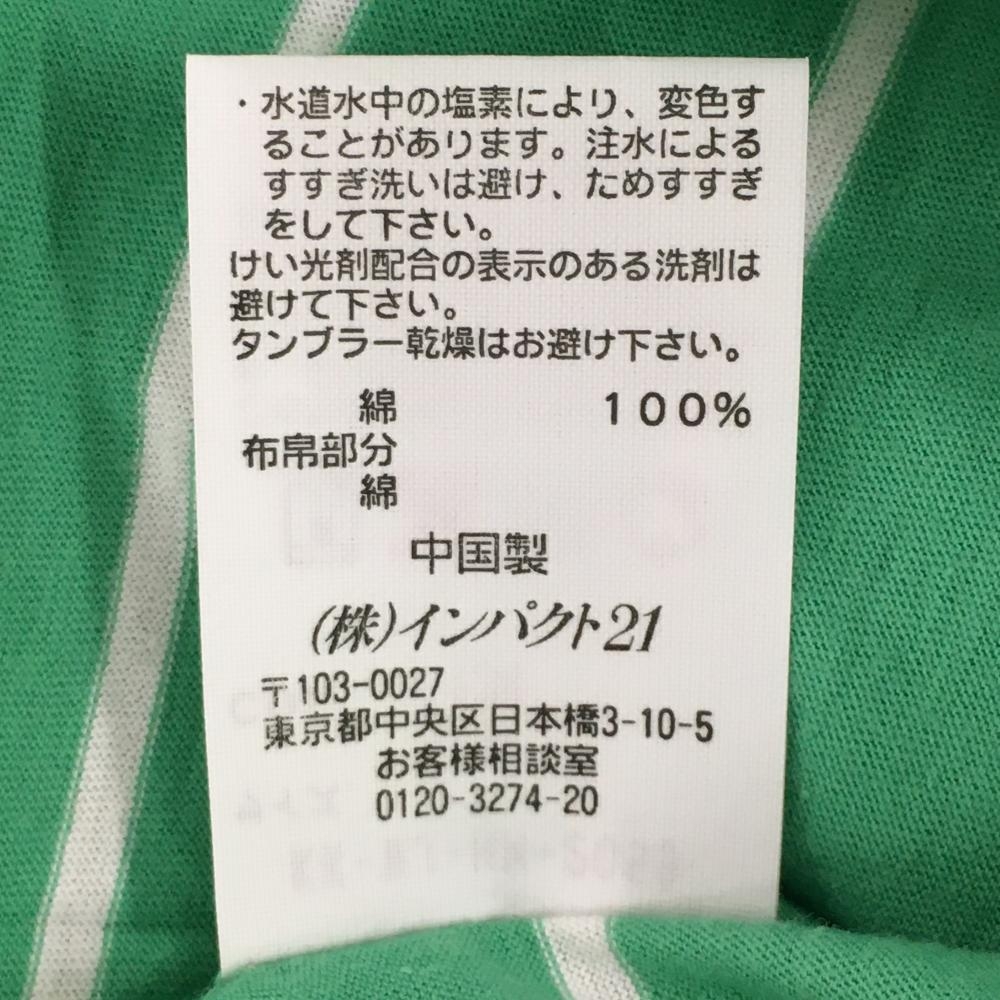 ・水道水中の塩素により、変色す
ることがあります。注水による
すすぎ洗いは避け、ためすすぎ
をして下さい。
けい光剤配合の表示のある洗剤は
避けて下さい。
タンブラー乾燥はお避け下さい。
綿 100%
布帛部分
綿
中国製
(株)インパクト21
〒103-0027
東京都中央区日本橋3-10-5
お客様相談室
0120-3274-20